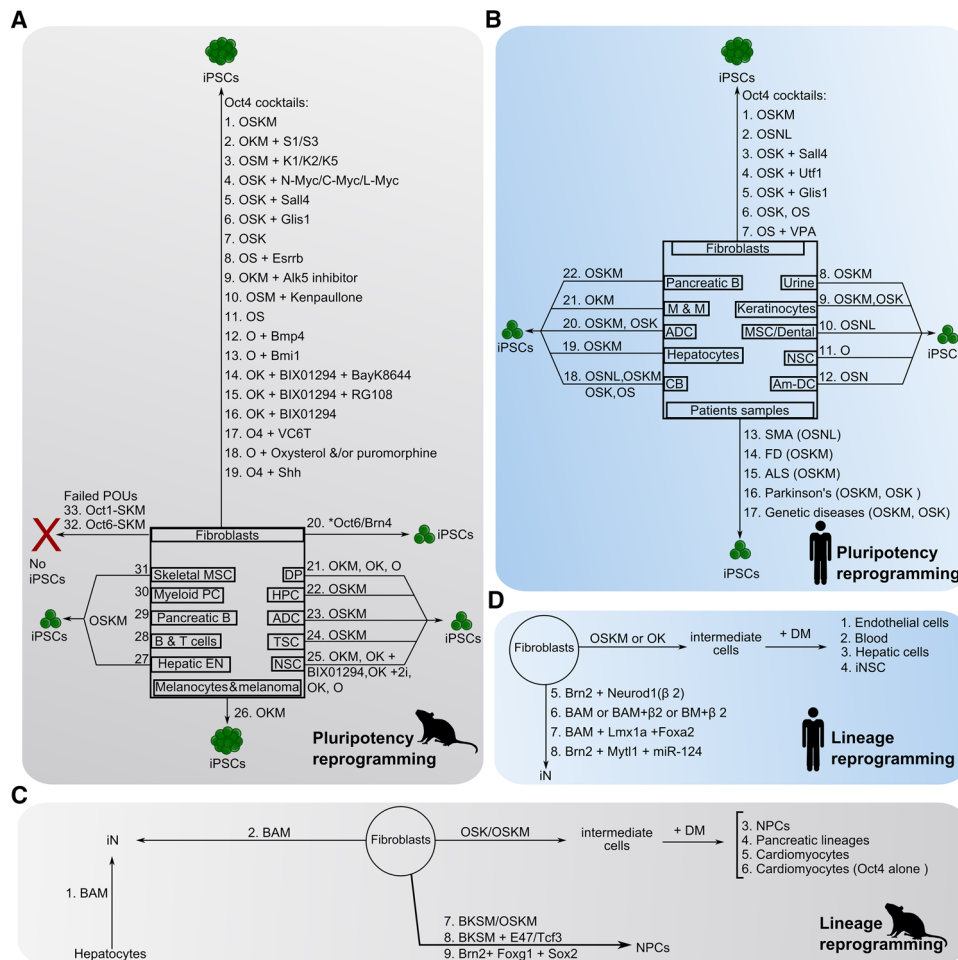 A
iPSCs
Oct4 cocktails:
1. OSKM
2. OKM + S1/S3
3. OSM + K1/K2/K5
4. OSK + N-Myc/C-Myc/L-Myc
5. OSK + Sall4
6. OSK + Glis1
7. OSK
8. OS + Esrrb
9. OKM + Alk5 inhibitor
10. OSM + Kenpaullone
11. OS
12. O + Bmp4
13. O + Bmi1
14. OK + BIX01294 + BayK8644
15. OK + BIX01294 + RG108
16. OK + BIX01294
17. O4 + VC6T
18. O + Oxysterol &/or puromorphine
19. O4 + Shh
Failed POUs
33. Oct1-SKM
32. Oct6-SKM
X
No
iPSCs
Fibroblasts
20. *Oct6/Brn4
iPSCs
31
Skeletal MSC
30
Myeloid PC
29
Pancreatic B
28
B & T cells
27
Hepatic EN
OSKM
iPSCs
DP
21. OKM, OK, O
HPC
22. OSKM
ADC
23. OSKM
TSC
24. OSKM
NSC
25. OKM, OK +
BIX01294,OK +2i,
OK, O
iPSCs
Melanocytes&melanoma
26. OKM
iPSCs
Pluripotency
reprogramming
B
iPSCs
Oct4 cocktails:
1. OSKM
2. OSNL
3. OSK + Sall4
4. OSK + Utf1
5. OSK + Glis1
6. OSK, OS
7. OS + VPA
Fibroblasts
22. OSKM
Pancreatic B
21. OKM
M & M
20. OSKM, OSK
ADC
19. OSKM
Hepatocytes
18. OSNL,OSKM
OSK,OS
CB
iPSCs
Urine
8. OSKM
Keratinocytes
9. OSKM,OSK
MSC/Dental
10. OSNL
NSC
11. O
Am-DC
12. OSN
iPSC
Patients samples
13. SMA (OSNL)
14. FD (OSKM)
15. ALS (OSKM)
16. Parkinson's (OSKM, OSK )
17. Genetic diseases (OSKM, OSK)
iPSCs
Pluripotency
reprogramming
D
Fibroblasts
OSKM or OK
intermediate
cells
+ DM
1. Endothelial cells
2. Blood
3. Hepatic cells
4. iNSC
5. Brn2 + Neurod1(β 2)
6. BAM or BAM+β2 or BM+β 2
7. BAM + Lmx1a +Foxa2
8. Brn2 + Mytl1 + miR-124
iN
Lineage
reprogramming
C
iN
2. BAM
Fibroblasts
OSK/OSKM
intermediate
cells
+ DM
3. NPCs
4. Pancreatic lineages
5. Cardiomyocytes
6. Cardiomyocytes (Oct4 alone )
1. BAM
Hepatocytes
7. BKSM/OSKM
8. BKSM + E47/Tcf3
9. Brn2+ Foxg1 + Sox2
NPCs
Lineage
reprogramming